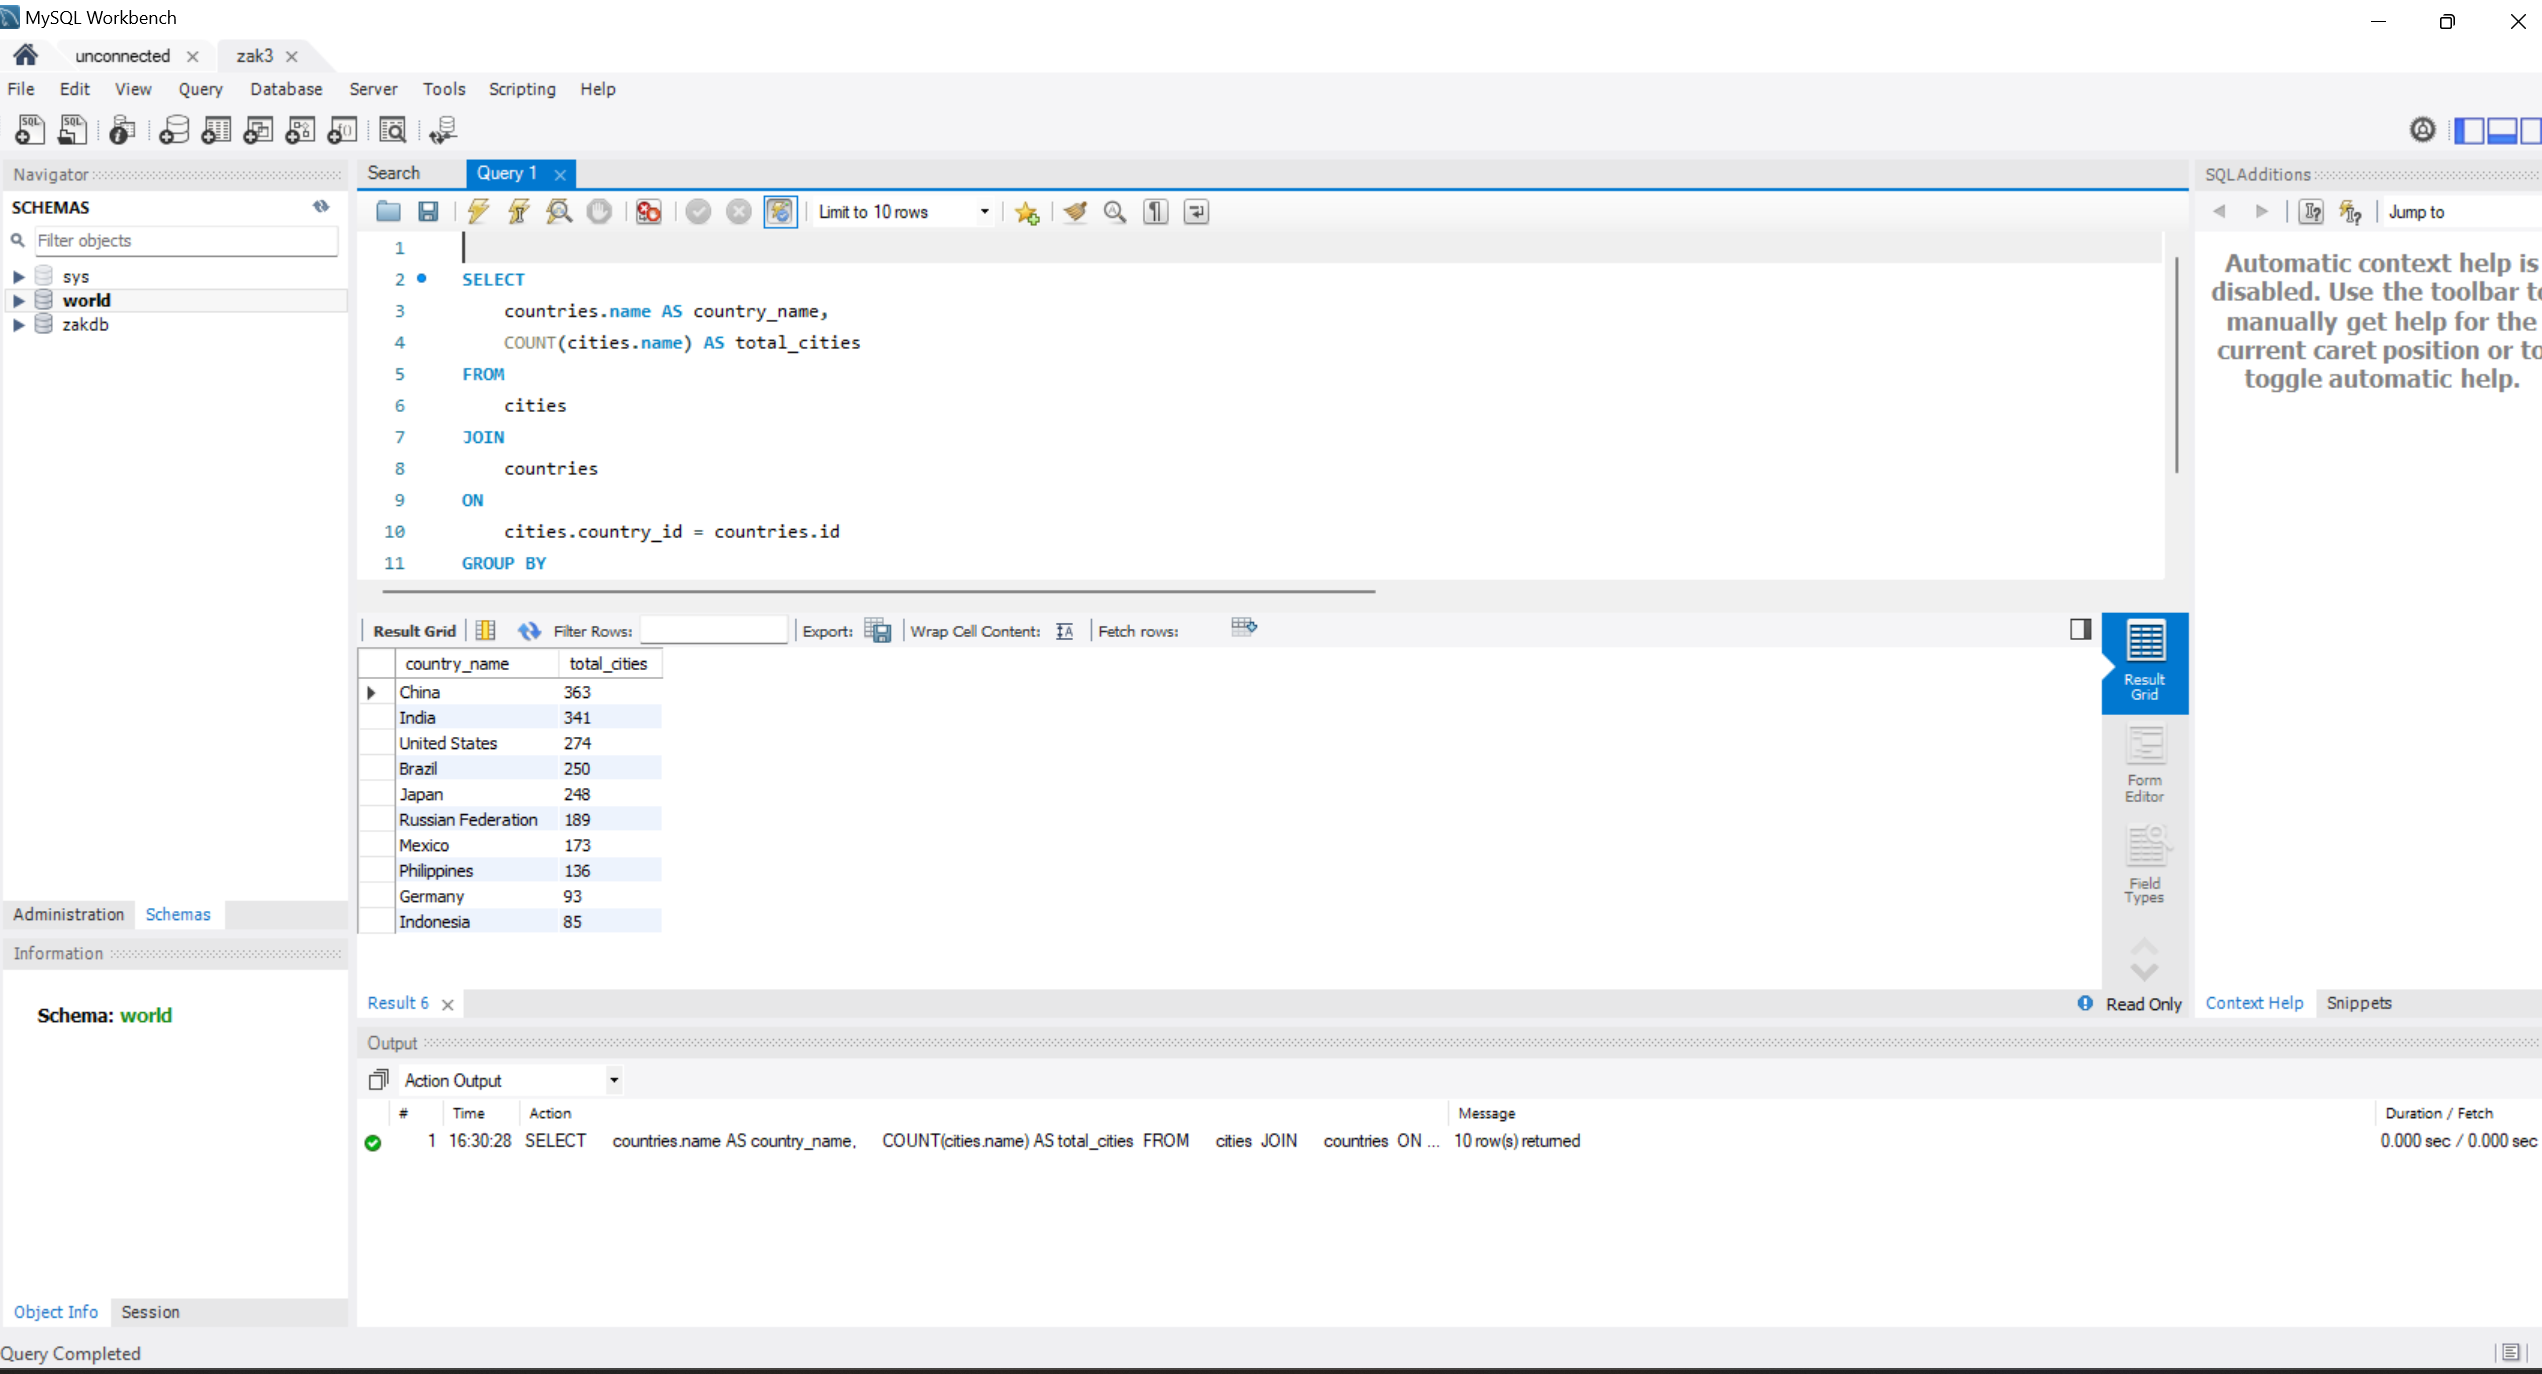 MySQL Workbench
unconnected
zak3
File Edit View Query Database Server Tools Scripting Help
Navigator
SCHEMAS
Filter objects
sys
world
zakdb
Administration Schemas
Information
Schema: world
Object Info Session
Search
Query 1
Limit to 10 rows
1
2 SELECT
3 countries.name AS country_name,
4 COUNT(cities.name) AS total_cities
5 FROM
6 cities
7 JOIN
8 countries
9 ON
10 cities.country_id = countries.id
11 GROUP BY
Result Grid Filter Rows: Export: Wrap Cell Content: Fetch rows:
country_name total_cities
China 363
India 341
United States 274
Brazil 250
Japan 248
Russian Federation 189
Mexico 173
Philippines 136
Germany 93
Indonesia 85
Result
Grid
Form
Editor
Field
Types
Result 6
Read Only
SQLAdditions
Jump to
Automatic context help is
disabled. Use the toolbar to
manually get help for the
current caret position or to
toggle automatic help.
Context Help Snippets
Output
Action Output
# Time Action Message Duration / Fetch
1 16:30:28 SELECT countries.name AS country_name, COUNT(cities.name) AS total_cities FROM cities JOIN countries ON ... 10 row(s) returned 0.000 sec / 0.000 sec
Query Completed